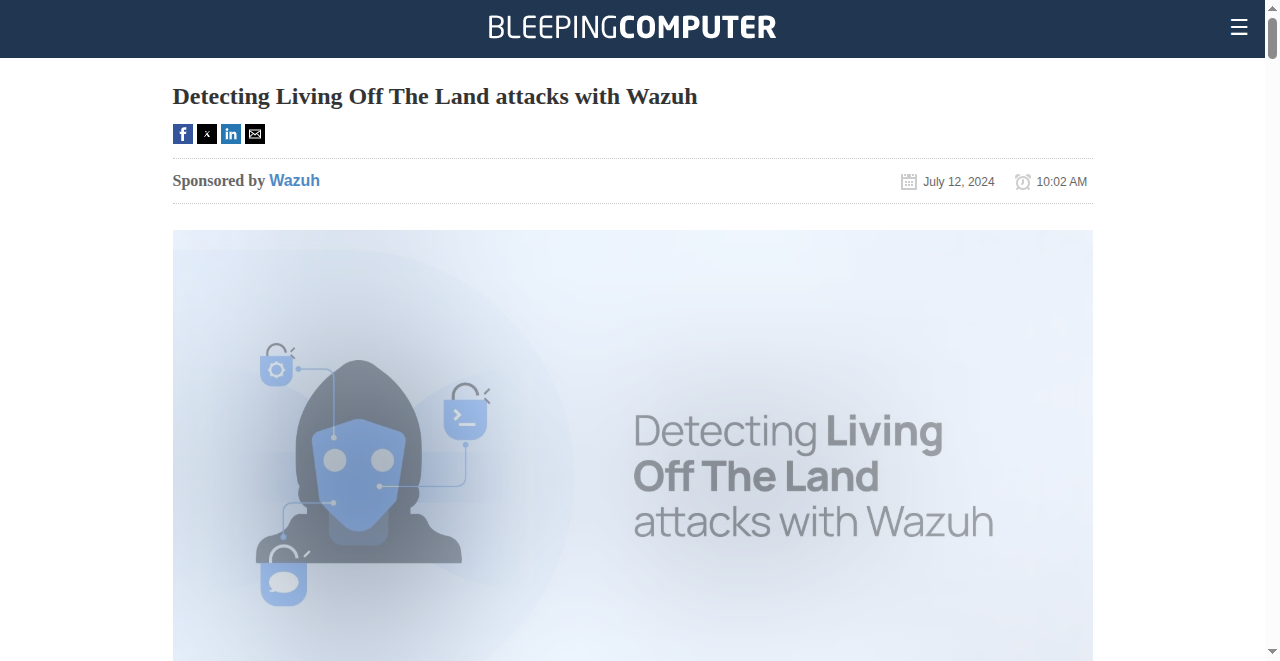 BLEEPINGCOMPUTER
Detecting Living Off The Land attacks with Wazuh
Sponsored by Wazuh
July 12, 2024
10:02 AM
Detecting Living
Off The Land
attacks with Wazuh